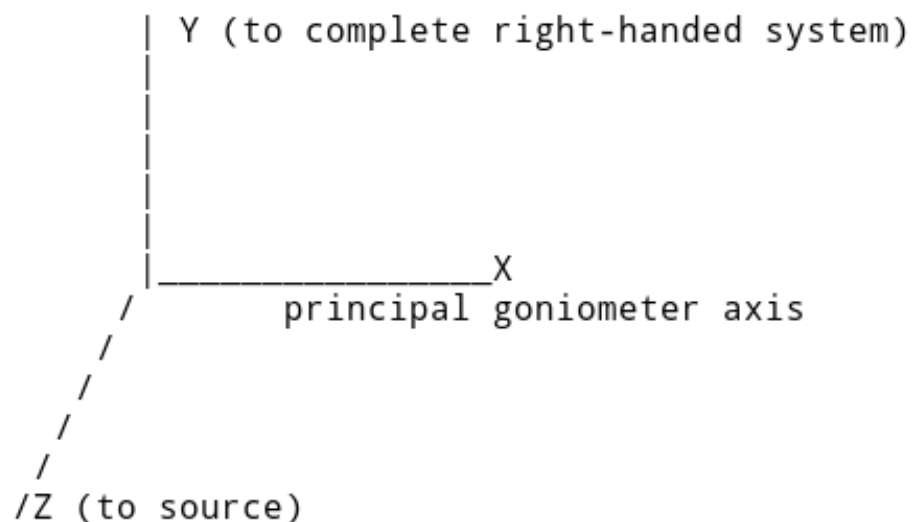 Y (to complete right-handed system)
X
principal goniometer axis
Z (to source)